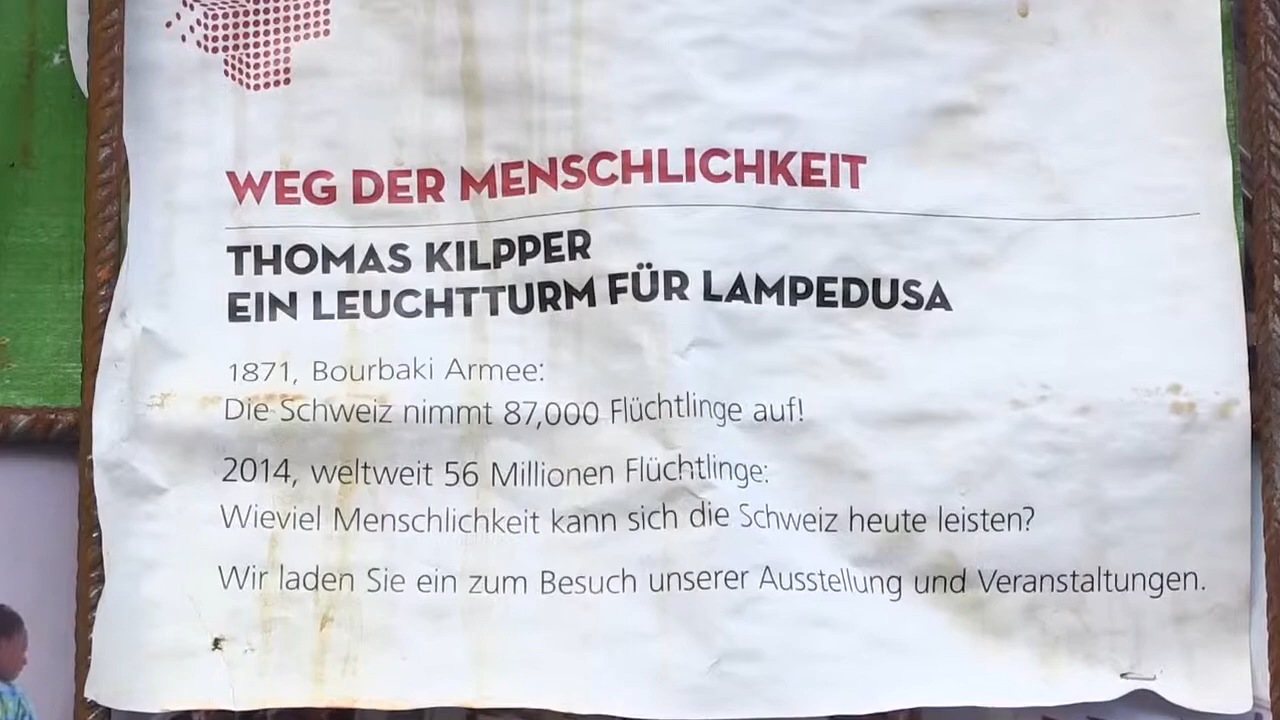 WEG DER MENSCHLICHKEIT
THOMAS KILPPER
EIN LEUCHTTURM FÜR LAMPEDUSA
1871, Bourbaki Armee:
Die Schweiz nimmt 87,000 Flüchtlinge auf!
2014, weltweit 56 Millionen Flüchtlinge:
Wieviel Menschlichkeit kann sich die Schweiz heute leisten?
Wir laden Sie ein zum Besuch unserer Ausstellung und Veranstaltungen.